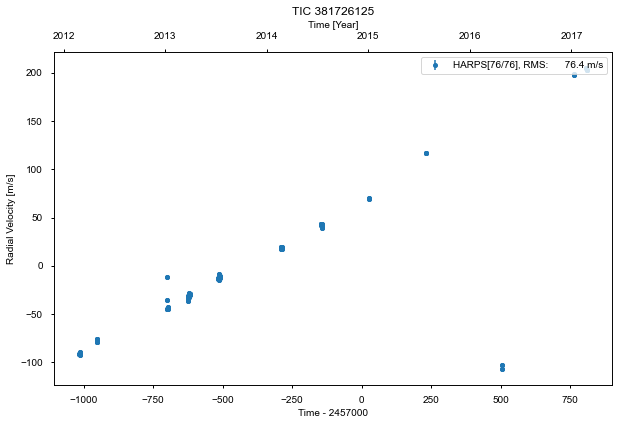 TIC 381726125
Time [Year]
2012 2013 2014 2015 2016 2017
HARPS[76/76], RMS: 76.4 m/s
Radial Velocity [m/s]
200
150
100
50
0
−50
−100
−1000 −750 −500 −250 0 250 500 750
Time - 2457000